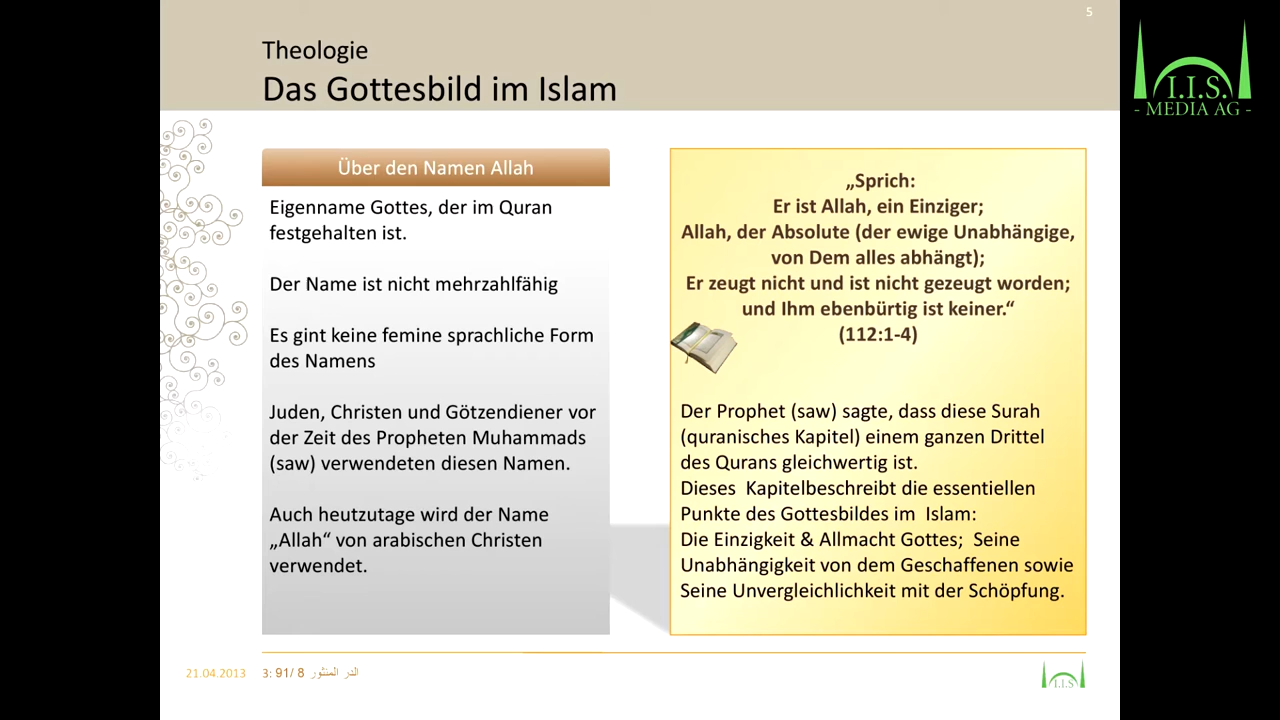 5
Theologie
Das Gottesbild im Islam
I.I.S.
- MEDIA AG -
Über den Namen Allah
Eigenname Gottes, der im Quran
festgehalten ist.
Der Name ist nicht mehrzahlfähig
Es gint keine femine sprachliche Form
des Namens
Juden, Christen und Götzendiener vor
der Zeit des Propheten Muhammads
(saw) verwendeten diesen Namen.
Auch heutzutage wird der Name
„Allah“ von arabischen Christen
verwendet.
„Sprich:
Er ist Allah, ein Einziger;
Allah, der Absolute (der ewige Unabhängige,
von Dem alles abhängt);
Er zeugt nicht und ist nicht gezeugt worden;
und Ihm ebenbürtig ist keiner.“
(112:1-4)
Der Prophet (saw) sagte, dass diese Surah
(quranisches Kapitel) einem ganzen Drittel
des Qurans gleichwertig ist.
Dieses  Kapitelbeschreibt die essentiellen
Punkte des Gottesbildes im  Islam:
Die Einzigkeit & Allmacht Gottes;  Seine
Unabhängigkeit von dem Geschaffenen sowie
Seine Unvergleichlichkeit mit der Schöpfung.
21.04.2013
3: 91/ 8 الدر المنثور
I.I.S